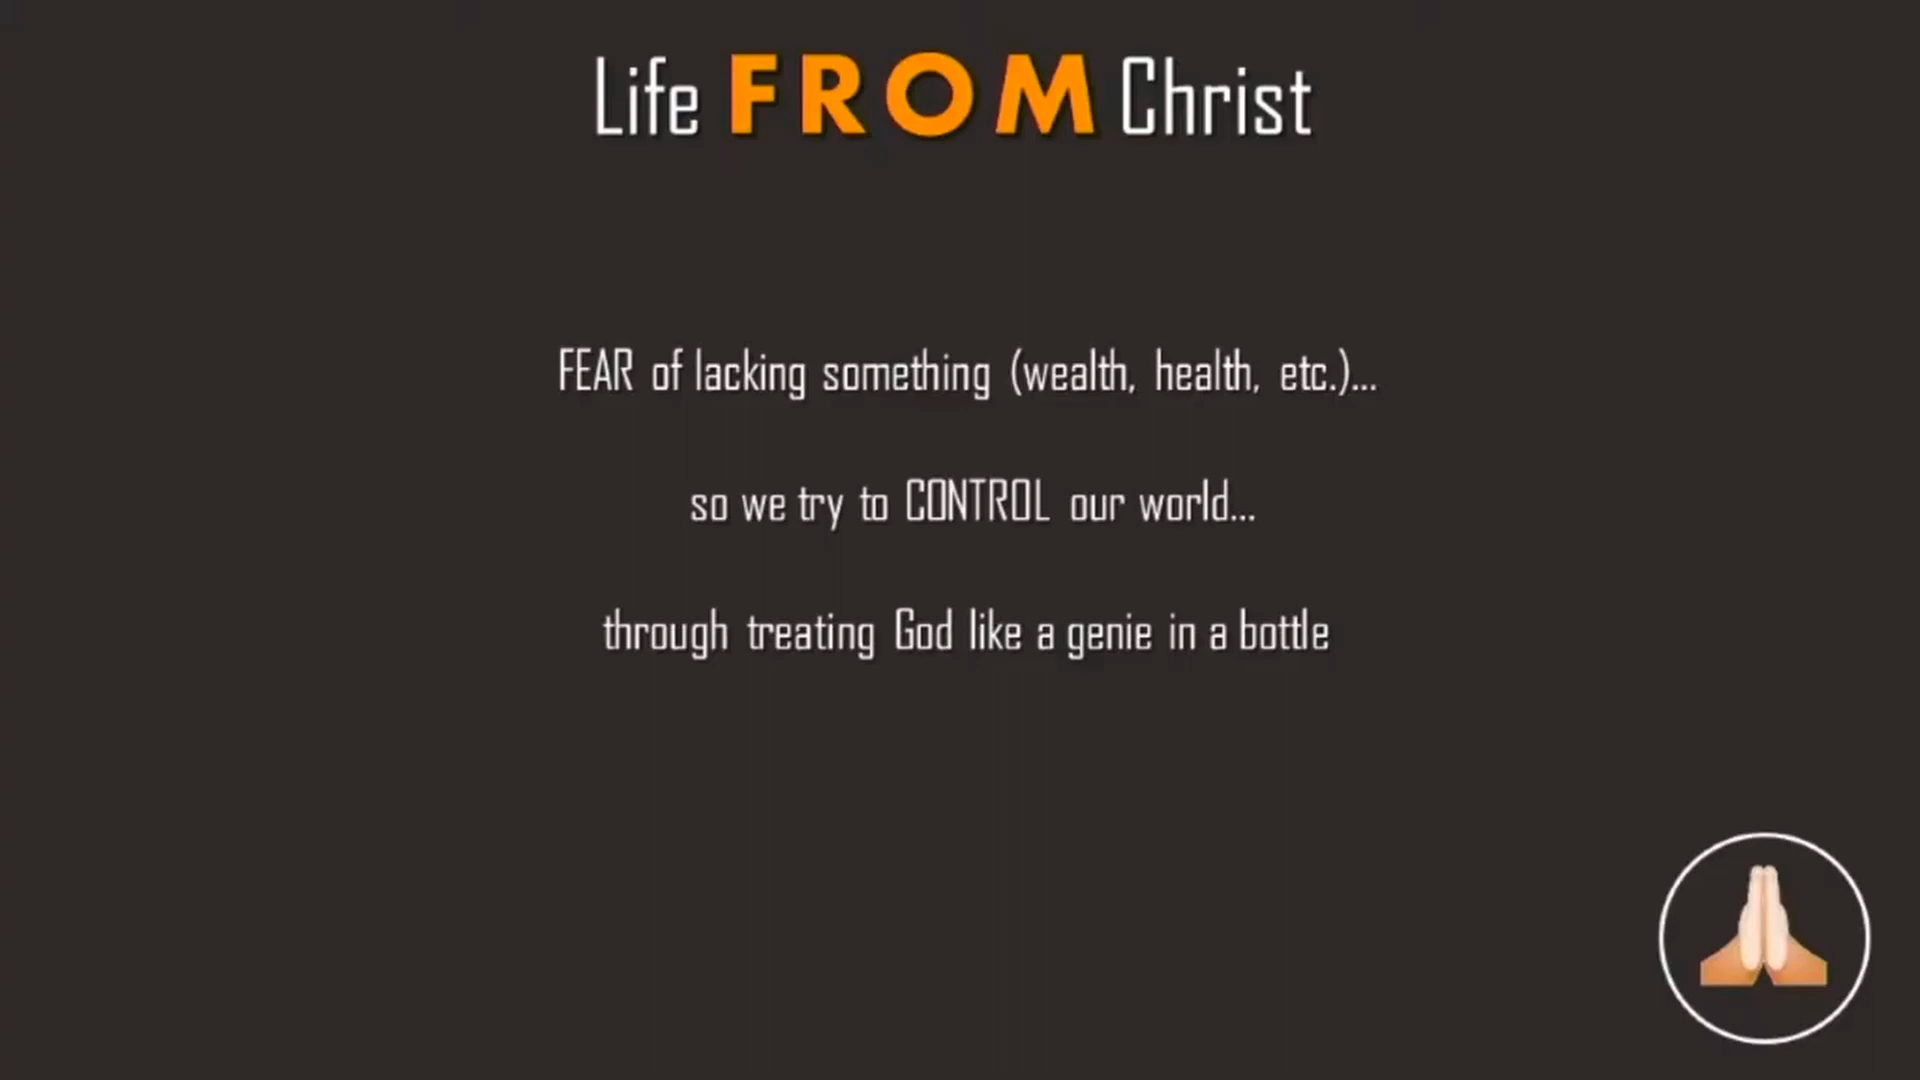 Life FROM Christ
FEAR of lacking something (wealth, health, etc.)...
so we try to CONTROL our world...
through treating God like a genie in a bottle